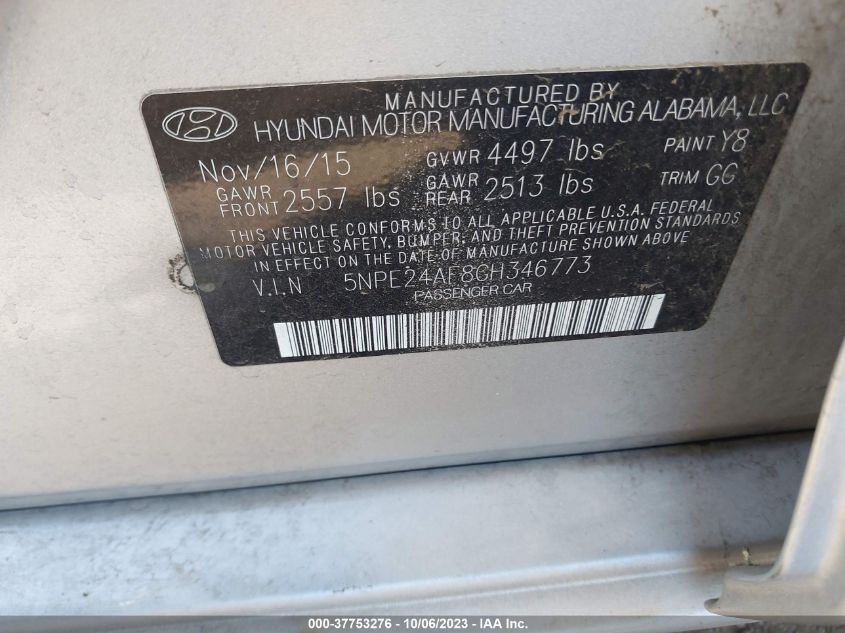 MANUFACTURED BY
HYUNDAI MOTOR MANUFACTURING ALABAMA, LLC
Nov/16/15 GVWR 4497 lbs PAINT Y8
GAWR FRONT 2557 lbs GAWR REAR 2513 lbs TRIM GG
THIS VEHICLE CONFORMS TO ALL APPLICABLE U.S.A. FEDERAL
MOTOR VEHICLE SAFETY, BUMPER, AND THEFT PREVENTION STANDARDS
IN EFFECT ON THE DATE OF MANUFACTURE SHOWN ABOVE
V.I.N 5NPE24AF8GH346773
PASSENGER CAR
000-37753276 - 10/06/2023 - IAA Inc.